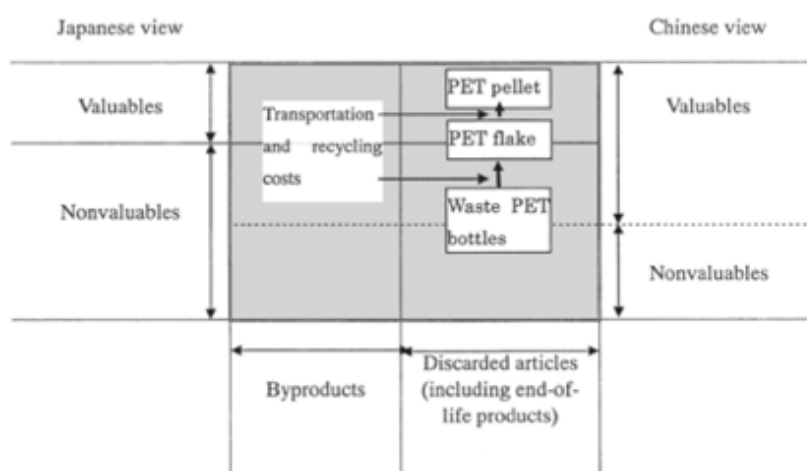 Japanese view
Chinese view
Valuables
Transportation
and recycling
costs
PET pellet
PET flake
Waste PET
bottles
Valuables
Nonvaluables
Nonvaluables
Byproducts
Discarded articles
(including end-of-
life products)